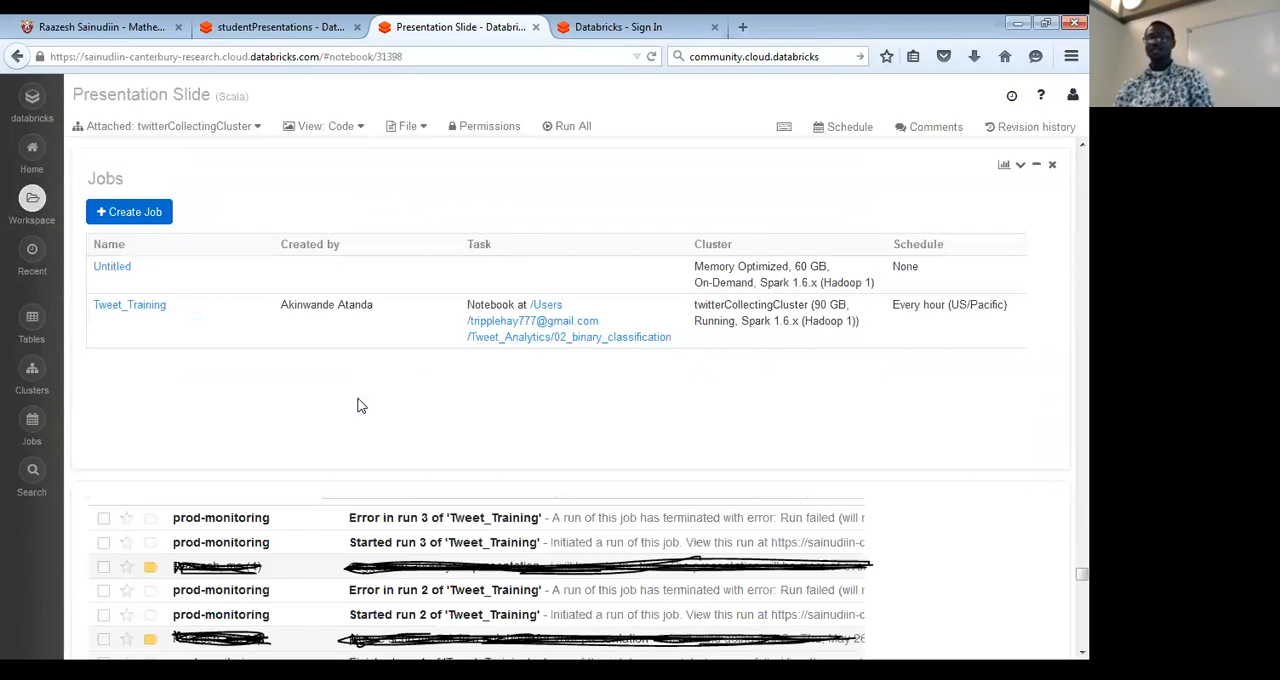 Raazesh Sainudiin - Mathe...
studentPresentations - Dat...
Presentation Slide - Databri...
Databricks - Sign In
https://sainudiin-canterbury-research.cloud.databricks.com/#notebook/31398
community.cloud.databricks
Presentation Slide (Scala)
Attached: twitterCollectingCluster
View: Code
File
Permissions
Run All
Schedule
Comments
Revision history
databricks
Home
Workspace
Recent
Tables
Clusters
Jobs
Search
Jobs
+ Create Job
Name Created by Task Cluster Schedule
Untitled Memory Optimized, 60 GB, None
On-Demand, Spark 1.6.x (Hadoop 1)
Tweet_Training Akinwande Atanda Notebook at /Users twitterCollectingCluster (90 GB, Every hour (US/Pacific)
/tripplehay777@gmail.com Running, Spark 1.6.x (Hadoop 1))
/Tweet_Analytics/02_binary_classification
prod-monitoring Error in run 3 of 'Tweet_Training' - A run of this job has terminated with error: Run failed (will r
prod-monitoring Started run 3 of 'Tweet_Training' - Initiated a run of this job. View this run at https://sainudiin-c
prod-monitoring Error in run 2 of 'Tweet_Training' - A run of this job has terminated with error: Run failed (will r
prod-monitoring Started run 2 of 'Tweet_Training' - Initiated a run of this job. View this run at https://sainudiin-c